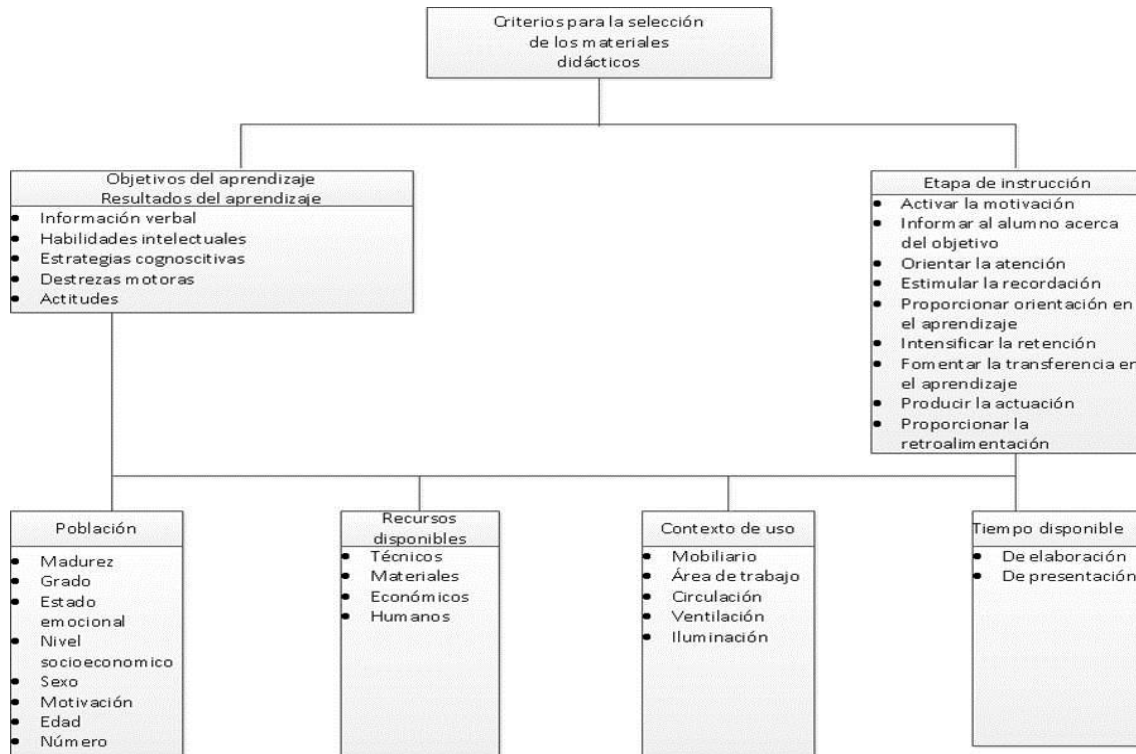 Criterios para la selección
de los materiales
didácticos
Objetivos del aprendizaje
Resultados del aprendizaje
Información verbal
Habilidades intelectuales
Estrategias cognoscitivas
Destrezas motoras
Actitudes
Etapa de instrucción
Activar la motivación
Informar al alumno acerca
del objetivo
Orientar la atención
Estimular la recordación
Proporcionar orientación en
el aprendizaje
Intensificar la retención
Fomentar la transferencia en
el aprendizaje
Producir la actuación
Proporcionar la
retroalimentación
Población
Madurez
Grado
Estado
emocional
Nivel
socioeconomico
Sexo
Motivación
Edad
Número
Recursos
disponibles
Técnicos
Materiales
Económicos
Humanos
Contexto de uso
Mobiliario
Área de trabajo
Circulación
Ventilación
Iluminación
Tiempo disponible
De elaboración
De presentación